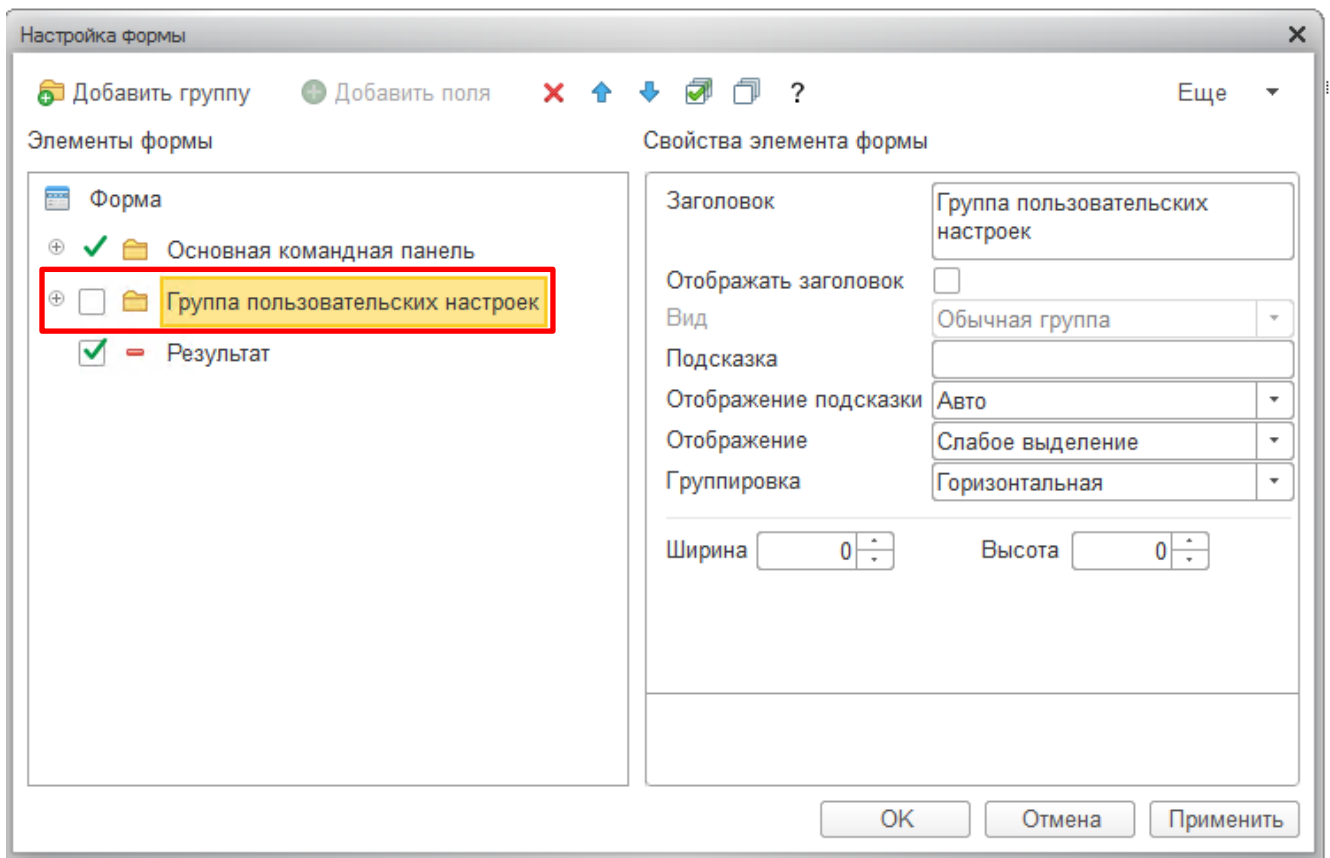 Настройка формы
Добавить группу Добавить поля ? Еще
Элементы формы
Свойства элемента формы
Форма
Основная командная панель
Группа пользовательских настроек
Результат
Заголовок
Группа пользовательских
настроек
Отображать заголовок
Вид Обычная группа
Подсказка
Отображение подсказки Авто
Отображение Слабое выделение
Группировка Горизонтальная
Ширина 0 Высота 0
OK Отмена Применить